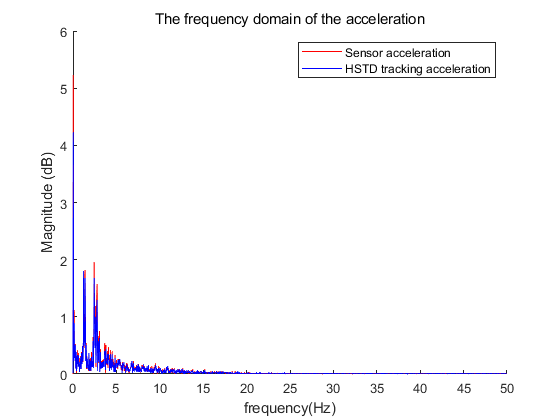 The frequency domain of the acceleration
Sensor acceleration
HSTD tracking acceleration
Magnitude (dB)
6
5
4
3
2
1
0
0 5 10 15 20 25 30 35 40 45 50
frequency(Hz)